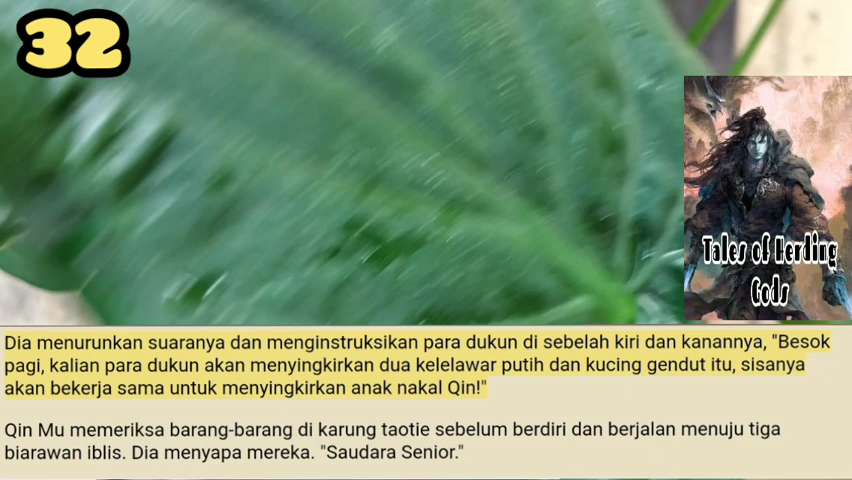 32
Tales of Herding
Gods
Dia menurunkan suaranya dan menginstruksikan para dukun di sebelah kiri dan kanannya, "Besok
pagi, kalian para dukun akan menyingkirkan dua kelelawar putih dan kucing gendut itu, sisanya
akan bekerja sama untuk menyingkirkan anak nakal Qin!"
Qin Mu memeriksa barang-barang di karung taotie sebelum berdiri dan berjalan menuju tiga
biarawan iblis. Dia menyapa mereka. "Saudara Senior."